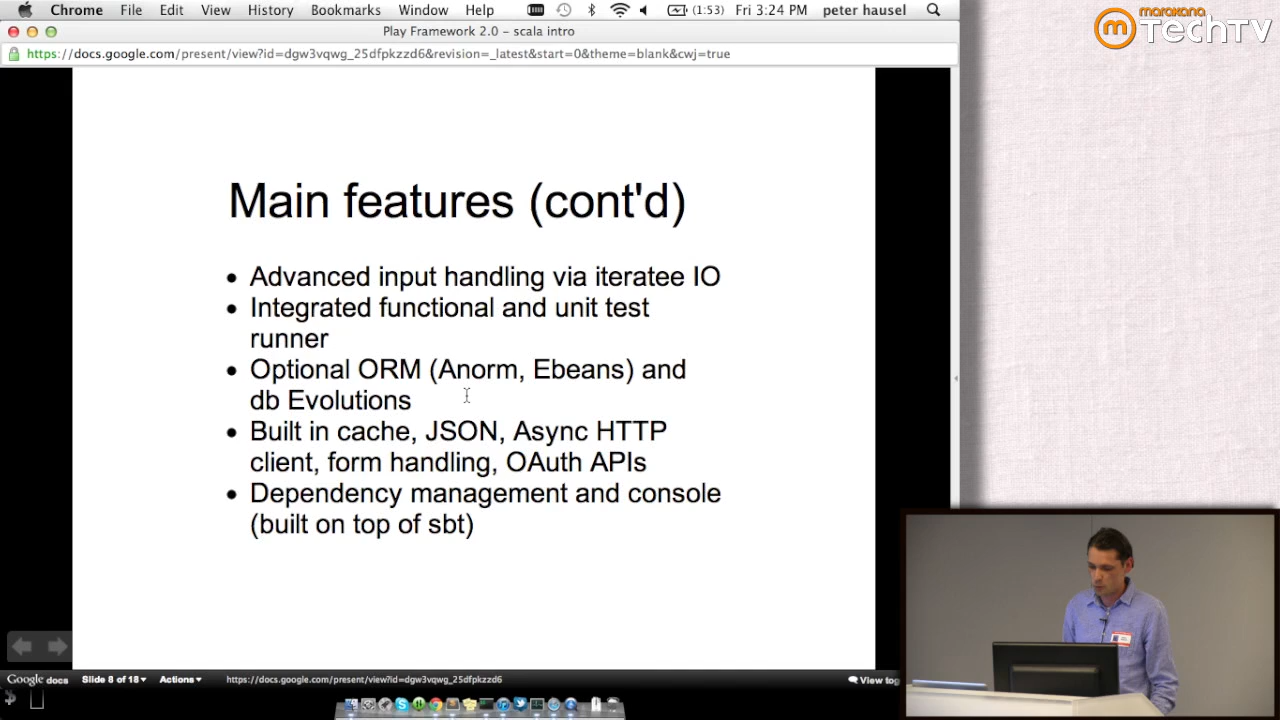 Chrome File Edit View History Bookmarks Window Help (1:53) Fri 3:24 PM peter hausel
marakana
m TechTV
Play Framework 2.0 – scala intro
https://docs.google.com/present/view?id=dgw3vqwg_25dfpkzzd6&revision=_latest&start=0&theme=blank&cwj=true
Main features (cont'd)
• Advanced input handling via iteratee IO
• Integrated functional and unit test
runner
• Optional ORM (Anorm, Ebeans) and
db Evolutions
• Built in cache, JSON, Async HTTP
client, form handling, OAuth APIs
• Dependency management and console
(built on top of sbt)
Google docs Slide 8 of 18 Actions https://docs.google.com/present/view?id=dgw3vqwg_25dfpkzzd6 View tog